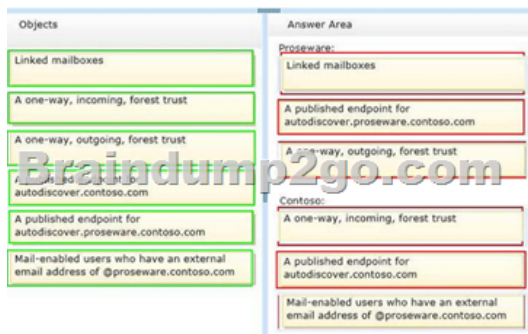 Objects
Linked mailboxes
A one-way, incoming, forest trust
A one-way, outgoing, forest trust
A published endpoint for
autodiscover.contoso.com
A published endpoint for
autodiscover.proseware.contoso.com
Mail-enabled users who have an external
email address of @proseware.contoso.com
Answer Area
Proseware:
Linked mailboxes
A published endpoint for
autodiscover.proseware.contoso.com
A one-way, outgoing, forest trust
Contoso:
A one-way, incoming, forest trust
A published endpoint for
autodiscover.contoso.com
Mail-enabled users who have an external
email address of @proseware.contoso.com
Braindump2go.com